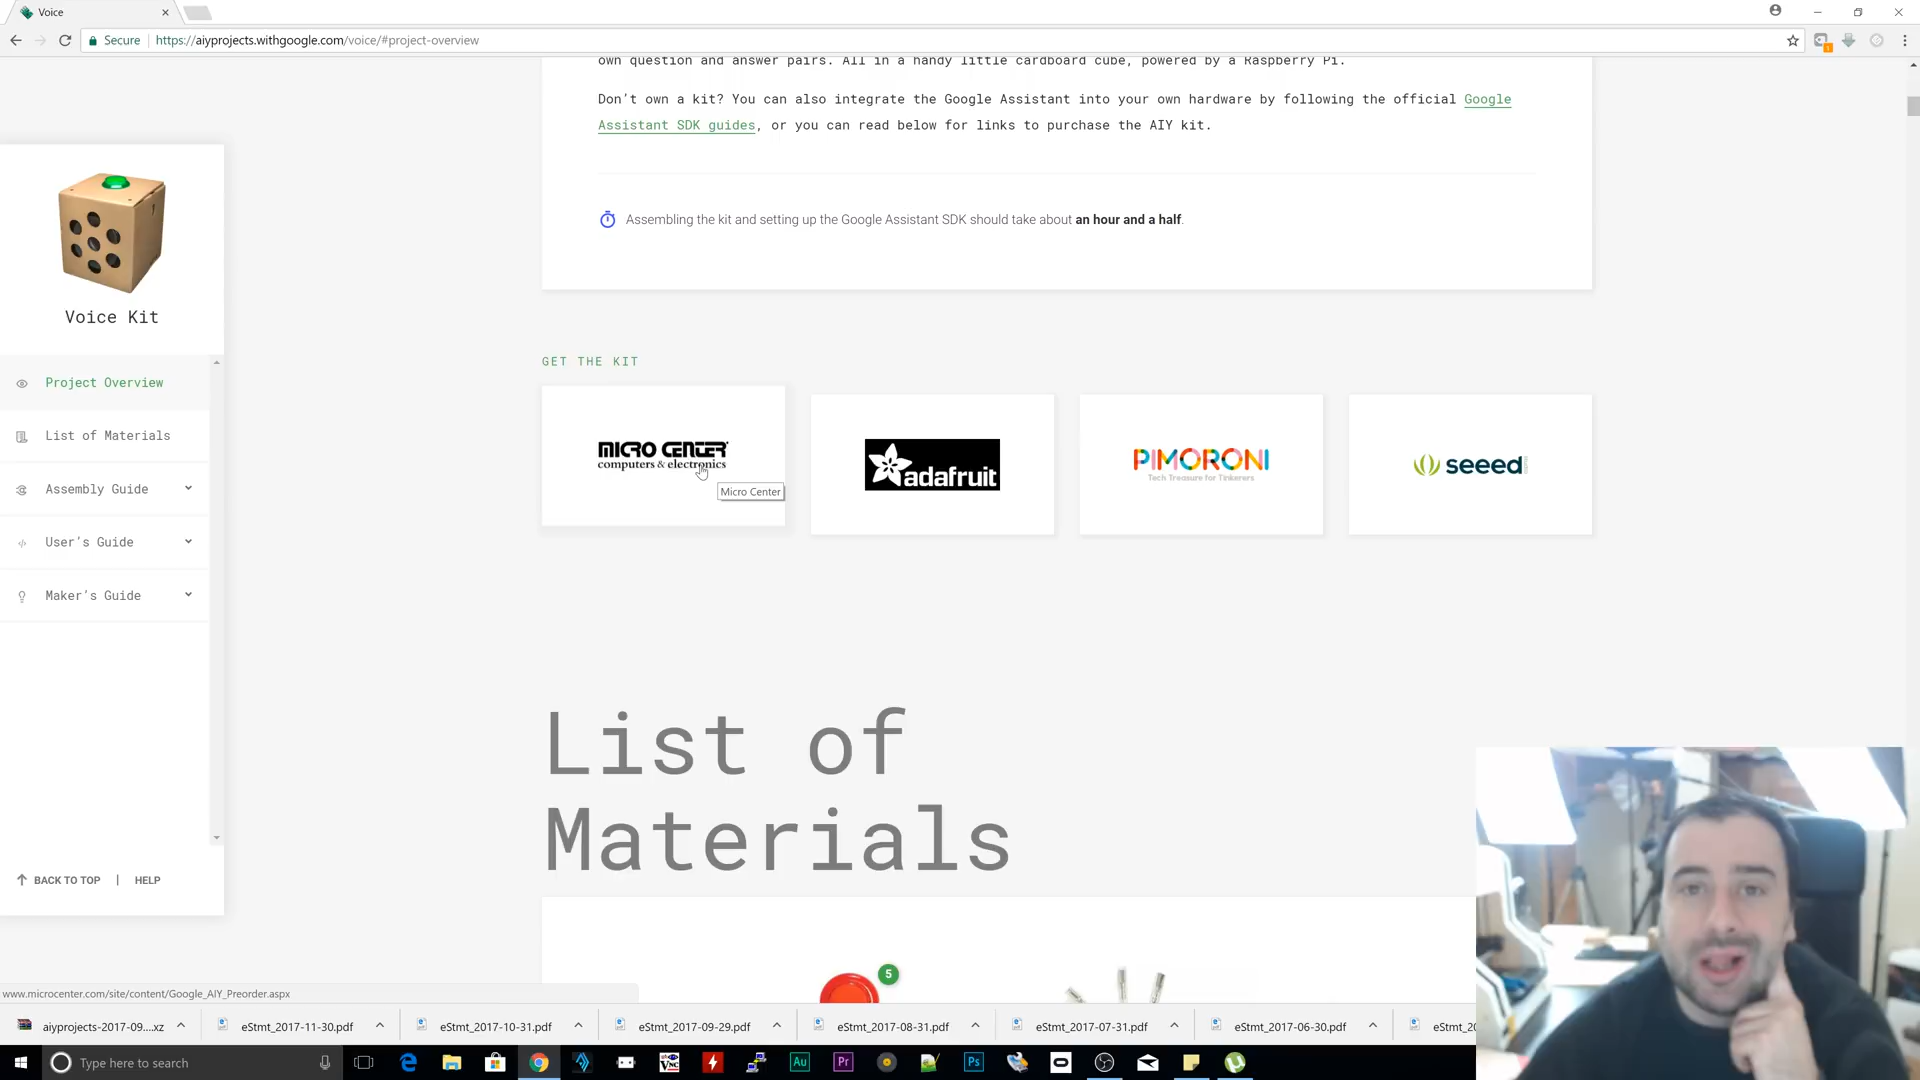 Voice
Secure
https://aiyprojects.withgoogle.com/voice/#project-overview
own question and answer pairs. All in a handy little cardboard cube, powered by a Raspberry Pi.
Don't own a kit? You can also integrate the Google Assistant into your own hardware by following the official Google
Assistant SDK guides, or you can read below for links to purchase the AIY kit.
Assembling the kit and setting up the Google Assistant SDK should take about an hour and a half.
Voice Kit
Project Overview
List of Materials
Assembly Guide
User's Guide
Maker's Guide
BACK TO TOP | HELP
GET THE KIT
MICRO CENTER
computers & electronics
Micro Center
adafruit
PIMORONI
Tech Treasure for Tinkerers
seeed
List of
Materials
5
www.microcenter.com/site/content/Google_AIY_Preorder.aspx
aiyprojects-2017-09....xz
eStmt_2017-11-30.pdf
eStmt_2017-10-31.pdf
eStmt_2017-09-29.pdf
eStmt_2017-08-31.pdf
eStmt_2017-07-31.pdf
eStmt_2017-06-30.pdf
eStmt_20
Type here to search
Au
Pr
Ps